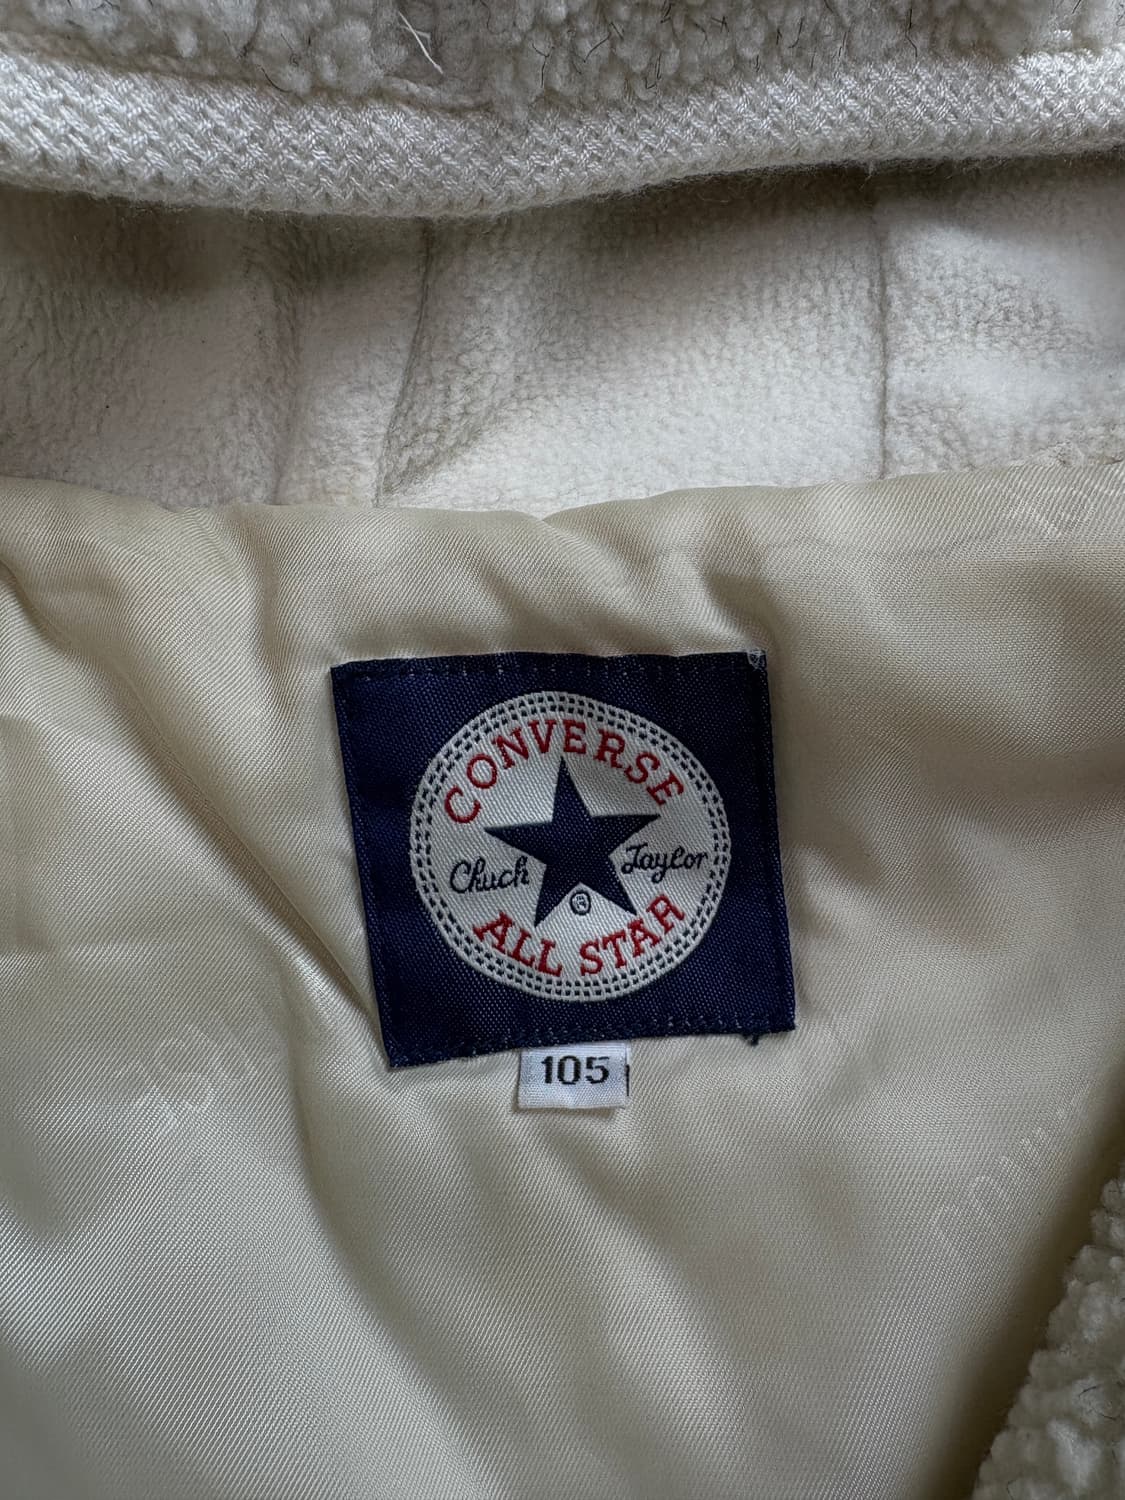 CONVERSE
Chuck Taylor
®
ALL STAR
105